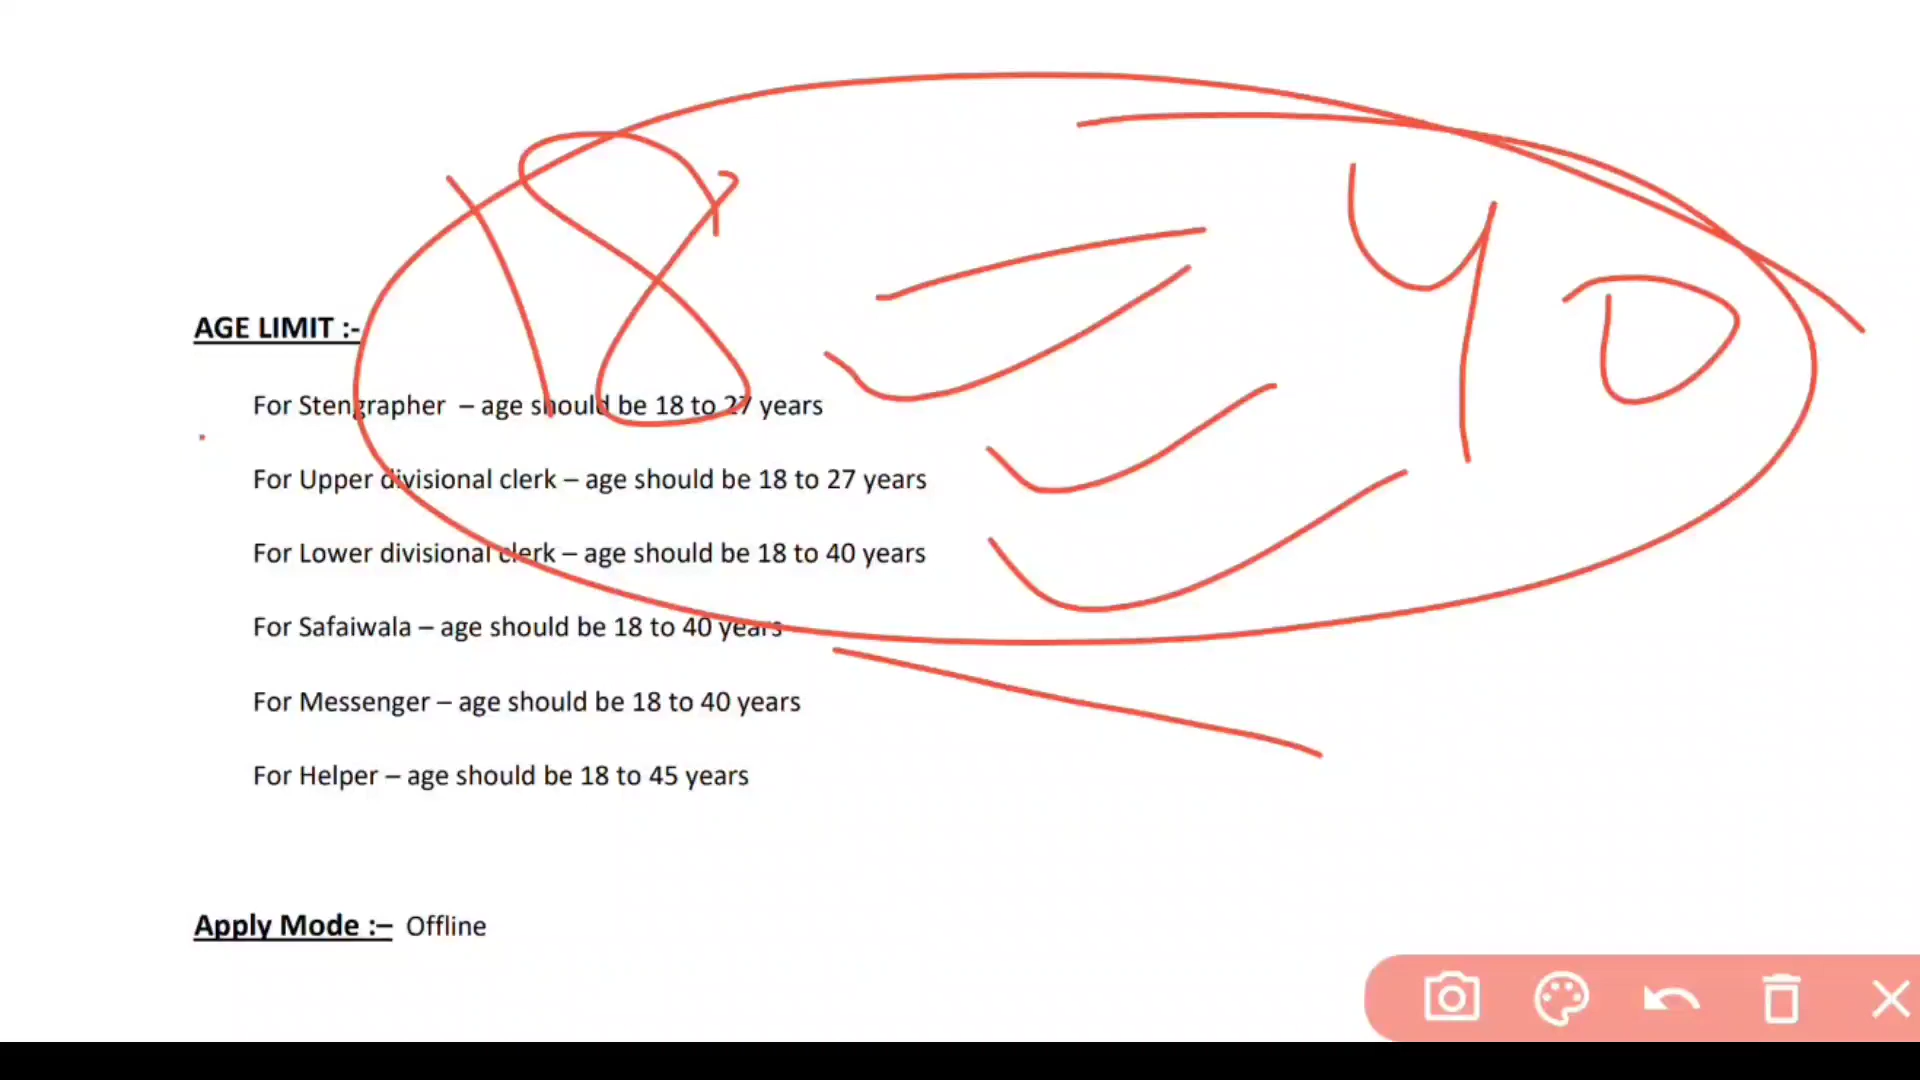 18 = 40
AGE LIMIT :-
For Stengrapher – age should be 18 to 27 years
For Upper divisional clerk – age should be 18 to 27 years
For Lower divisional clerk – age should be 18 to 40 years
For Safaiwala – age should be 18 to 40 years
For Messenger – age should be 18 to 40 years
For Helper – age should be 18 to 45 years
Apply Mode :– Offline